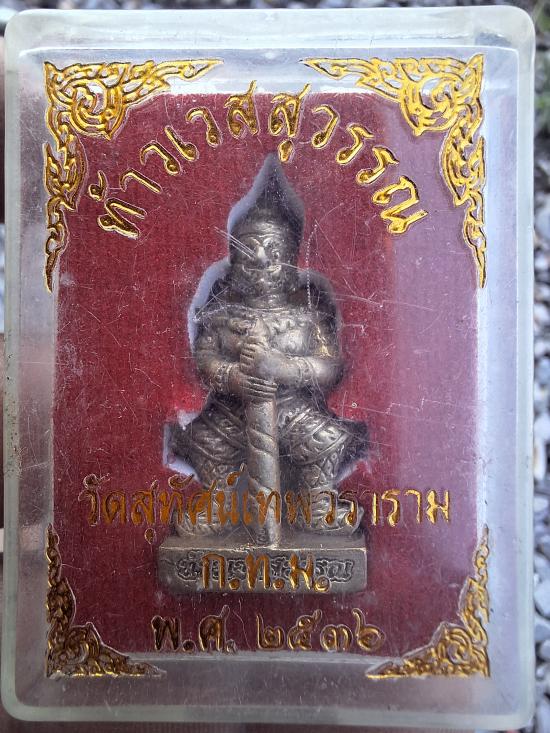 ท้าวเวสสุวรรณ
วัดสุทัศน์เทพวราราม
ก.ท.ม.
พ.ศ. ๒๕๓๖